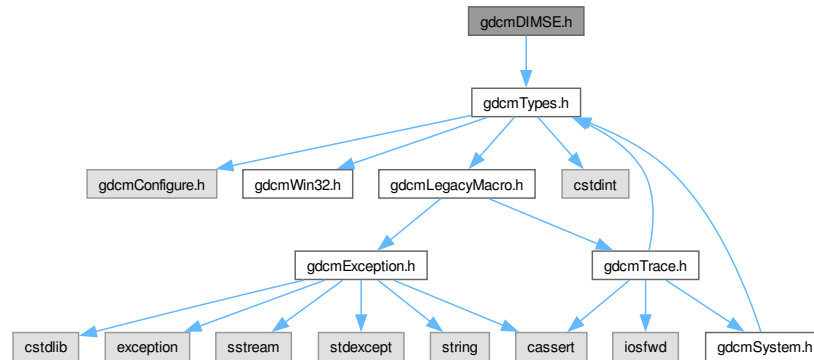 gdcmDIMSE.h
gdcmTypes.h
gdcmConfigure.h
gdcmWin32.h
gdcmLegacyMacro.h
cstdint
gdcmException.h
gdcmTrace.h
cstdlib
exception
sstream
stdexcept
string
cassert
iosfwd
gdcmSystem.h